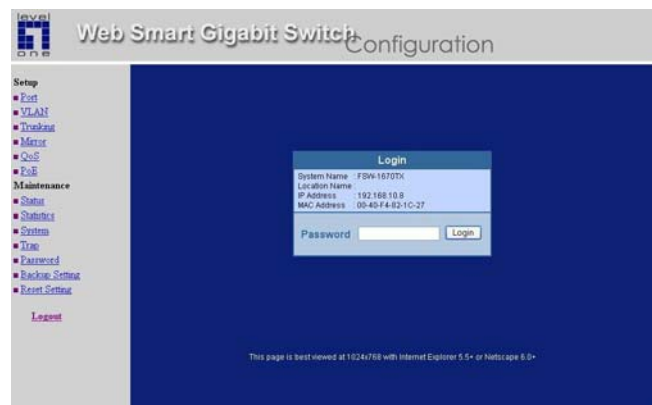 level
one
Web Smart Gigabit Switch
Configuration
Setup
Port
VLAN
Trunking
Mirror
QoS
PoE
Maintenance
Status
Statistics
System
Trap
Password
Backup Setting
Reset Setting
Logout
Login
System Name : FSW-1670TX
Location Name :
IP Address : 192.168.10.8
MAC Address : 00-40-F4-82-1C-27
Password
Login
This page is best viewed at 1024x768 with Internet Explorer 5.5+ or Netscape 6.0+